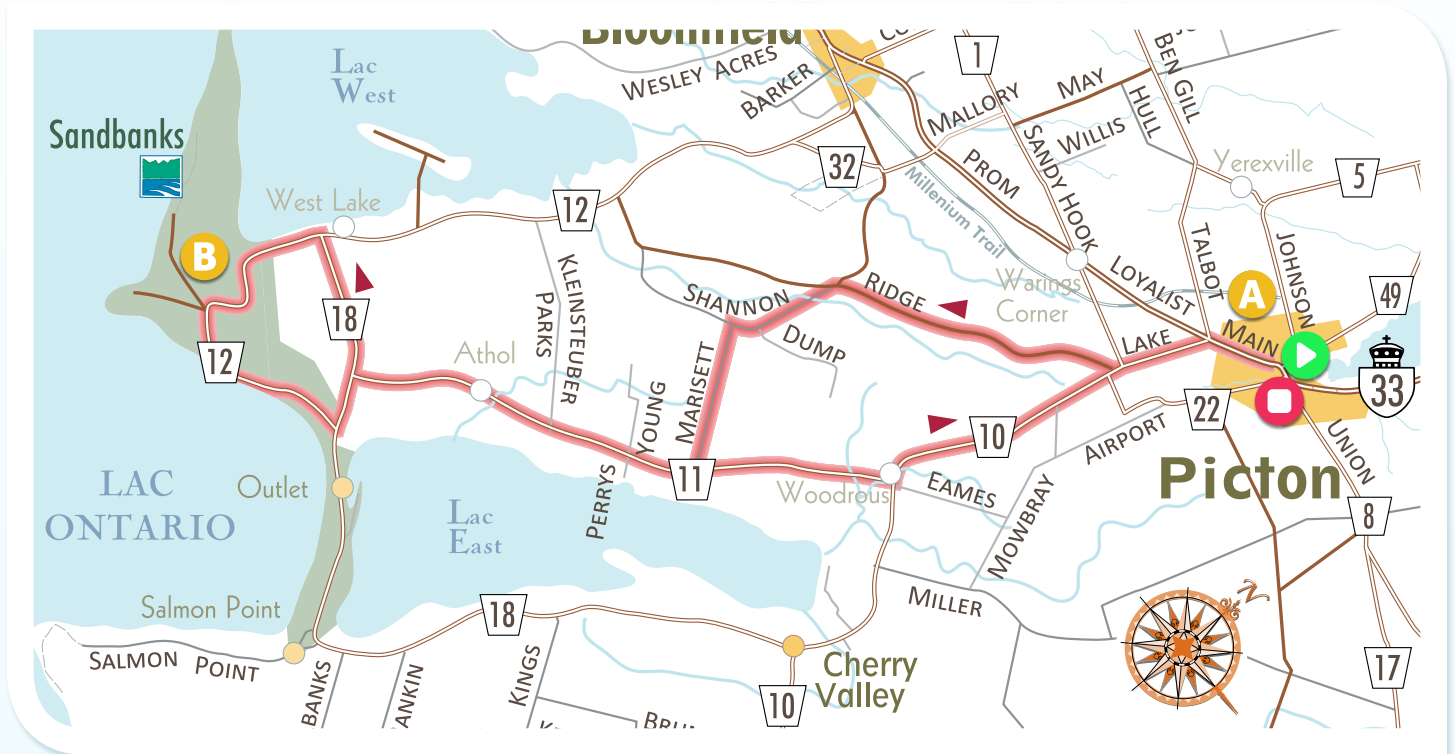 Bloomfield
CO
Lac
West
WESLEY ACRES
BARKER
1
MALLORY
MAY
BEN GILL
HULL
WILLIS
Sandbanks
West Lake
12
32
PROM
SANDY HOOK
Millenium Trail
Yerexville
5
B
18
12
KLEINSTEUBER
PARKS
SHANNON
RIDGE
Warings
Corner
LOYALIST
TALBOT
JOHNSON
A
49
MAIN
LAKE
DUMP
Athol
MARISETT
YOUNG
PERRYS
33
22
10
11
AIRPORT
UNION
Picton
Woodrous
EAMES
MOWBRAY
8
LAC
ONTARIO
Outlet
Lac
East
Salmon Point
18
MILLER
N
SALMON POINT
BANKS
ANKIN
KINGS
Cherry
Valley
10
17